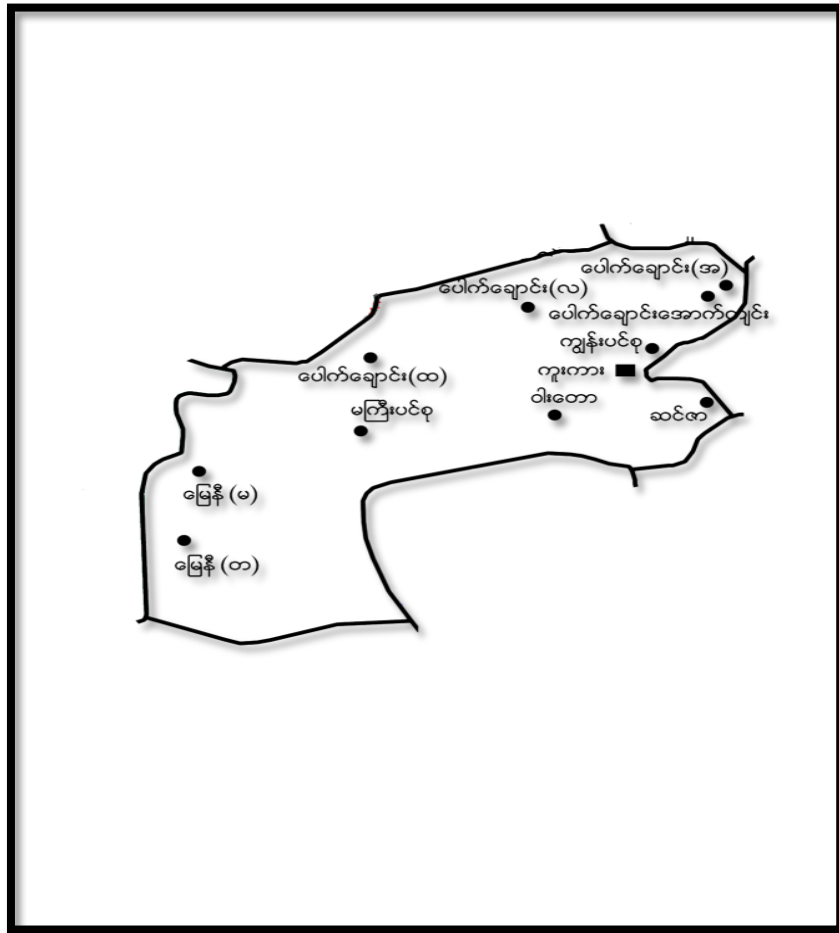 ပေါက်ချောင်း(အ)
ပေါက်ချောင်း(လ)
ပေါက်ချောင်းအောက်ကျင်း
ကျွန်းပင်စု
ကူးကား
ပေါက်ချောင်း(ထ)
ဝါးတော
မကြီးပင်စု
ဆင်ဇာ
မြေနီ (မ)
မြေနီ (တ)